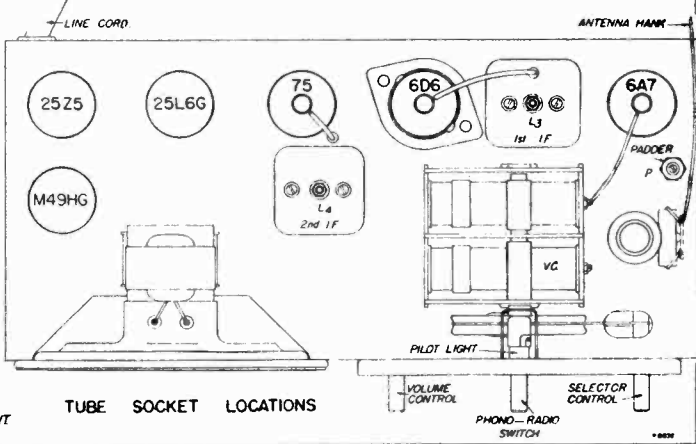 LINE CORD.
ANTENNA HANK
25Z5
25L6G
75
6D6
6A7
L3
1st IF
PADDER
P
M49HG
L4
2nd IF
V.C.
PILOT LIGHT
VOLUME
CONTROL
SELECTOR
CONTROL
TUBE SOCKET LOCATIONS
PHONO-RADIO
SWITCH